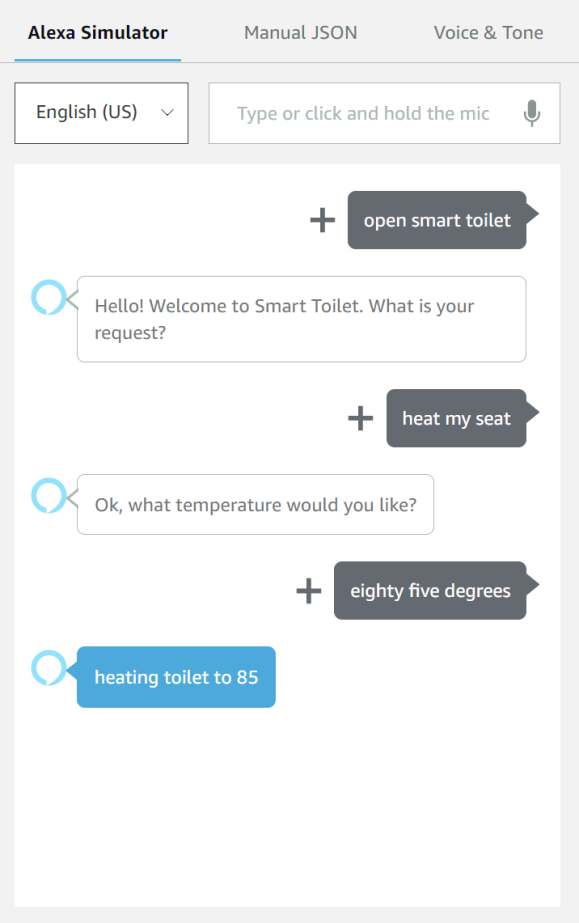 Alexa Simulator Manual JSON Voice & Tone
English (US) Type or click and hold the mic
open smart toilet
Hello! Welcome to Smart Toilet. What is your
request?
heat my seat
Ok, what temperature would you like?
eighty five degrees
heating toilet to 85